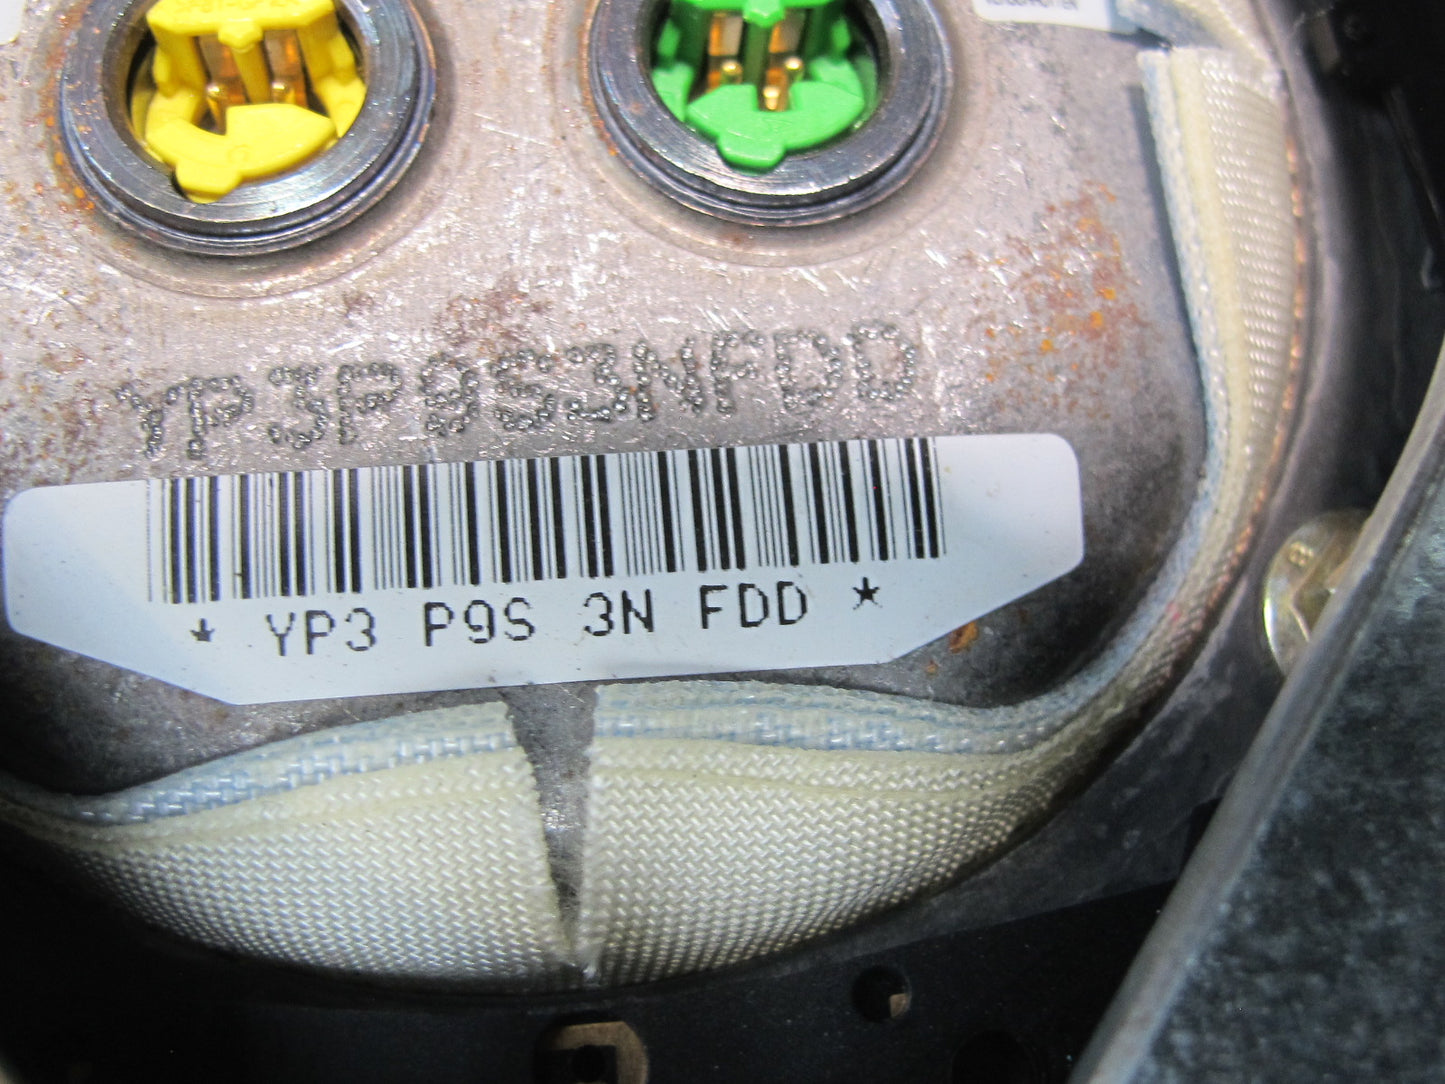 YP3P9S3NFDD
* YP3 P9S 3N FDD *